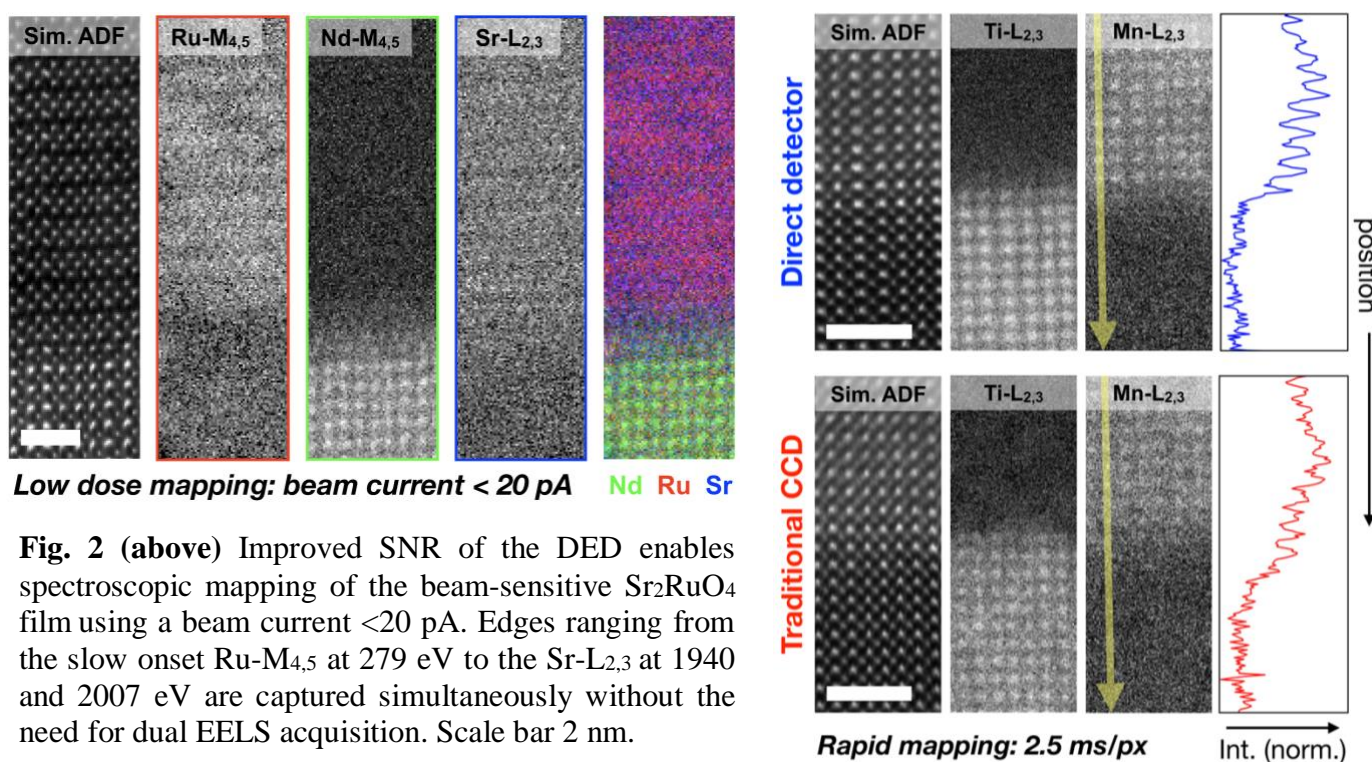 Sim. ADF
Ru-M4,5
Nd-M4,5
Sr-L2,3
Low dose mapping: beam current < 20 pA Nd Ru Sr
Fig. 2 (above) Improved SNR of the DED enables
spectroscopic mapping of the beam-sensitive Sr2RuO4
film using a beam current <20 pA. Edges ranging from
the slow onset Ru-M4,5 at 279 eV to the Sr-L2,3 at 1940
and 2007 eV are captured simultaneously without the
need for dual EELS acquisition. Scale bar 2 nm.
Direct detector
Sim. ADF
Ti-L2,3
Mn-L2,3
position
Traditional CCD
Sim. ADF
Ti-L2,3
Mn-L2,3
Rapid mapping: 2.5 ms/px
Int. (norm.)